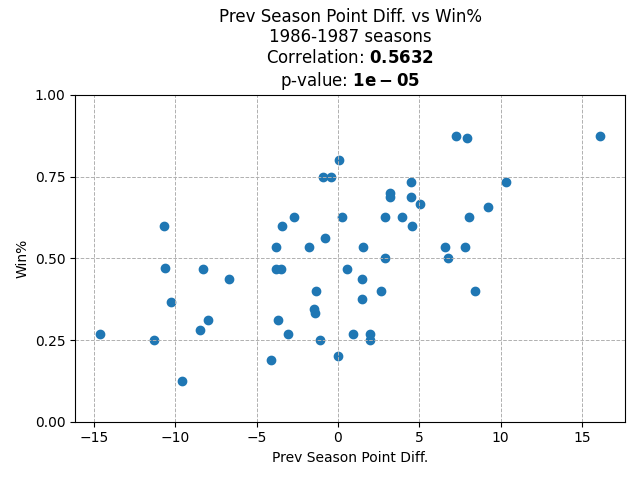 Prev Season Point Diff. vs Win%
1986-1987 seasons
Correlation: 0.5632
p-value: 1e − 05
1.00
0.75
0.50
0.25
0.00
Win%
−15
−10
−5
0
5
10
15
Prev Season Point Diff.